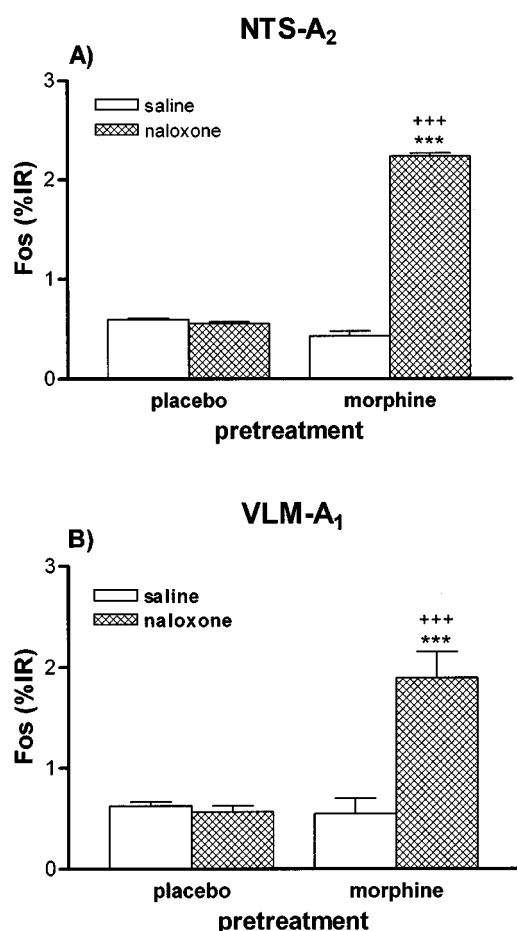 NTS-A₂
A)
3
saline
naloxone
+++
***
2
Fos (%IR)
1
0
placebo morphine
pretreatment
VLM-A₁
B)
3
saline
naloxone
+++
***
2
Fos (%IR)
1
0
placebo morphine
pretreatment